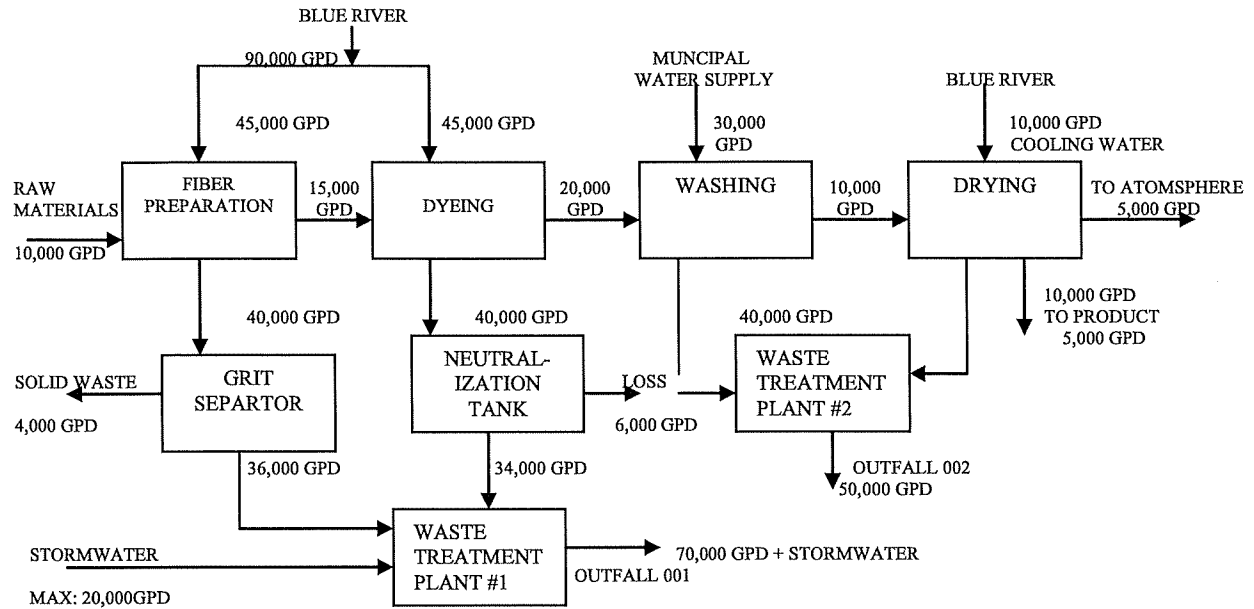 BLUE RIVER
90,000 GPD
MUNCIPAL
WATER SUPPLY
BLUE RIVER
45,000 GPD
45,000 GPD
30,000
GPD
10,000 GPD
COOLING WATER
RAW
MATERIALS
10,000 GPD
FIBER
PREPARATION
15,000
GPD
DYEING
20,000
GPD
WASHING
10,000
GPD
DRYING
TO ATOMSPHERE
5,000 GPD
40,000 GPD
40,000 GPD
40,000 GPD
10,000 GPD
TO PRODUCT
5,000 GPD
SOLID WASTE
4,000 GPD
GRIT
SEPARTOR
NEUTRAL-
IZATION
TANK
LOSS
6,000 GPD
WASTE
TREATMENT
PLANT #2
36,000 GPD
34,000 GPD
OUTFALL 002
50,000 GPD
STORMWATER
MAX: 20,000GPD
WASTE
TREATMENT
PLANT #1
70,000 GPD + STORMWATER
OUTFALL 001